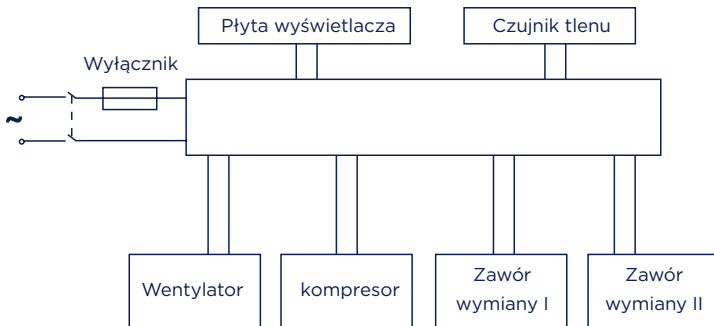 Płyta wyświetlacza
Czujnik tlenu
Wyłącznik
~
Wentylator
kompresor
Zawór
wymiany I
Zawór
wymiany II